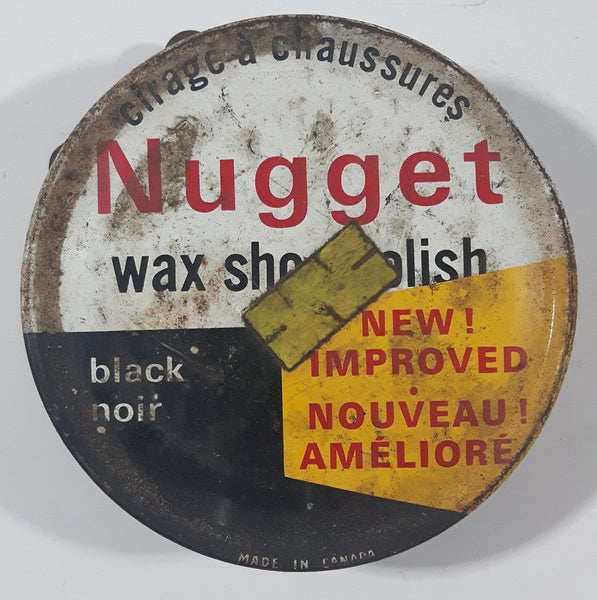 cirage à chaussures
Nugget
wax sho olish
NEW!
IMPROVED
NOUVEAU!
AMÉLIORÉ
black
noir
MADE IN CANADA